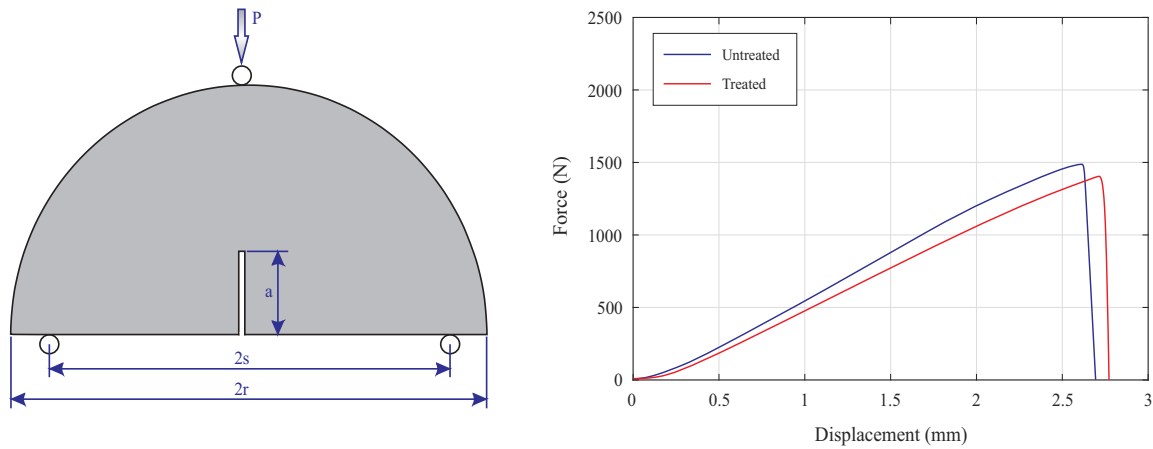 P
a
2s
2r
2500
2000
1500
1000
500
0
0
0.5
1
1.5
2
2.5
3
Force (N)
Displacement (mm)
Untreated
Treated